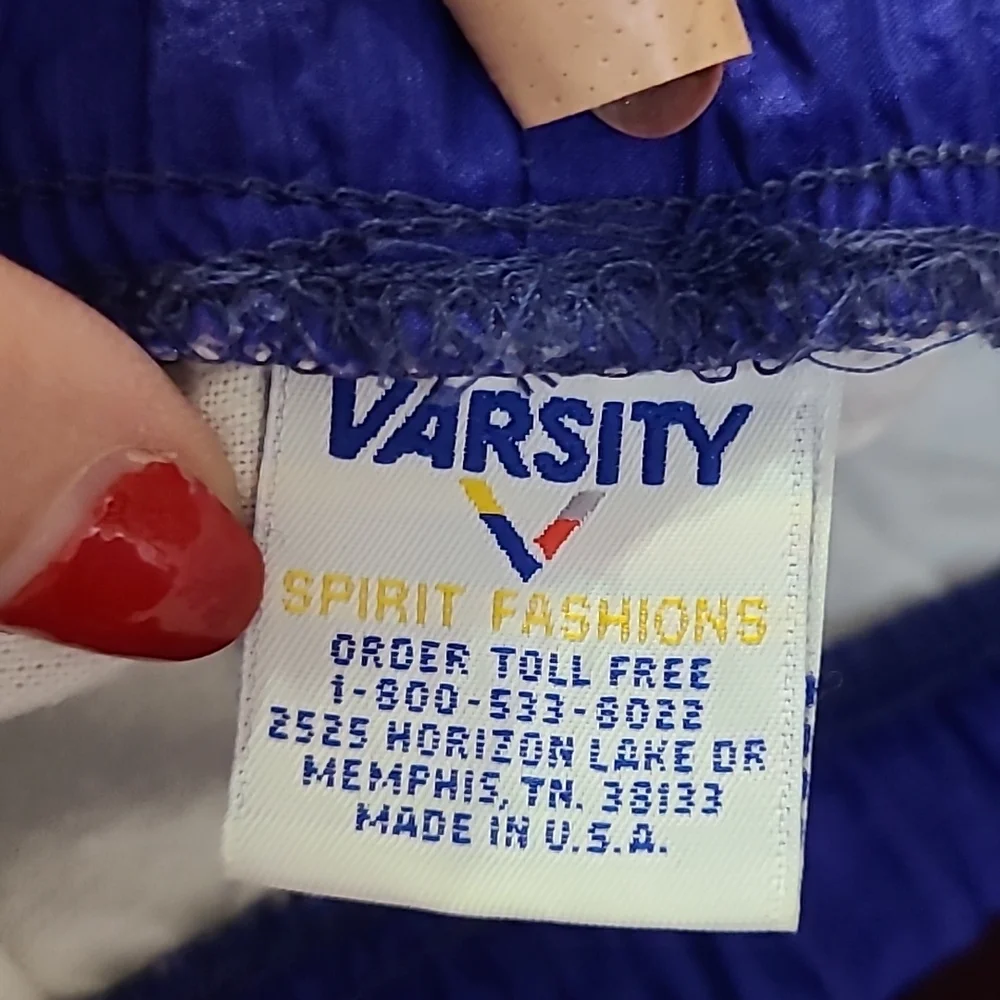 VARSITY
SPIRIT FASHIONS
ORDER TOLL FREE
1-800-533-8022
2525 HORIZON LAKE DR
MEMPHIS, TN. 38133
MADE IN U.S.A.